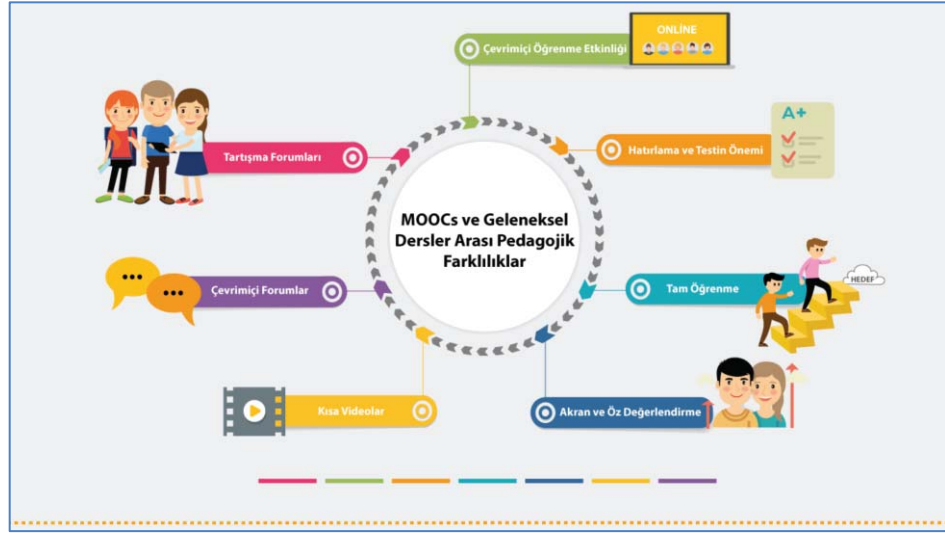 ONLİNE
Çevrimiçi Öğrenme Etkinliği
A+
Hatırlama ve Testin Önemi
Tartışma Forumları
MOOCs ve Geleneksel
Dersler Arası Pedagojik
Farklılıklar
Çevrimiçi Forumlar
Tam Öğrenme
HEDEF
Kısa Videolar
Akran ve Öz Değerlendirme